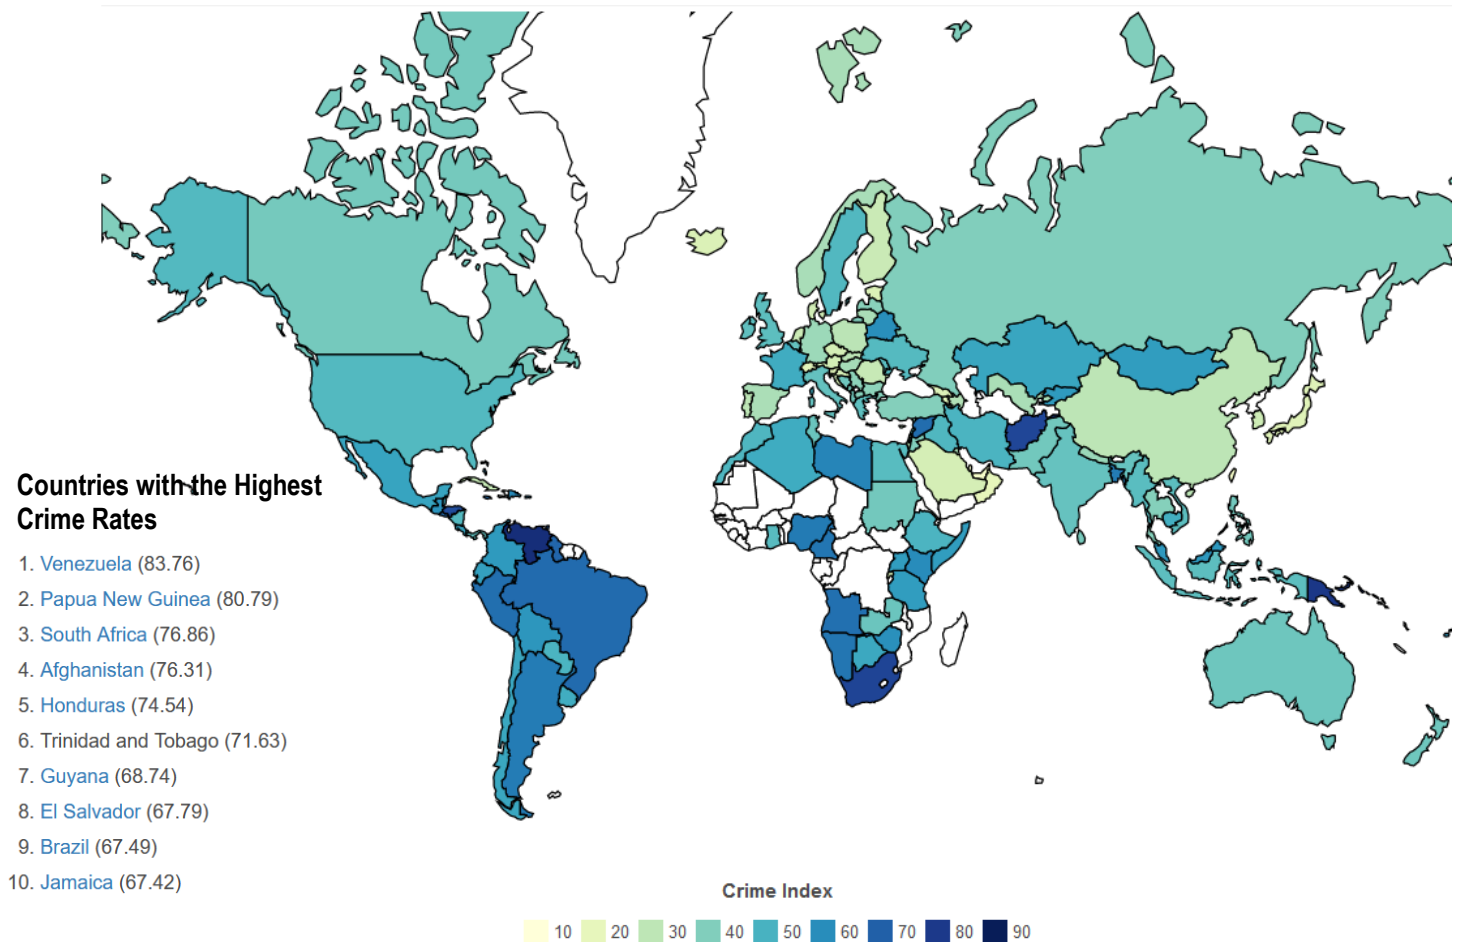 Countries with the Highest
Crime Rates
1. Venezuela (83.76)
2. Papua New Guinea (80.79)
3. South Africa (76.86)
4. Afghanistan (76.31)
5. Honduras (74.54)
6. Trinidad and Tobago (71.63)
7. Guyana (68.74)
8. El Salvador (67.79)
9. Brazil (67.49)
10. Jamaica (67.42)
Crime Index
10 20 30 40 50 60 70 80 90